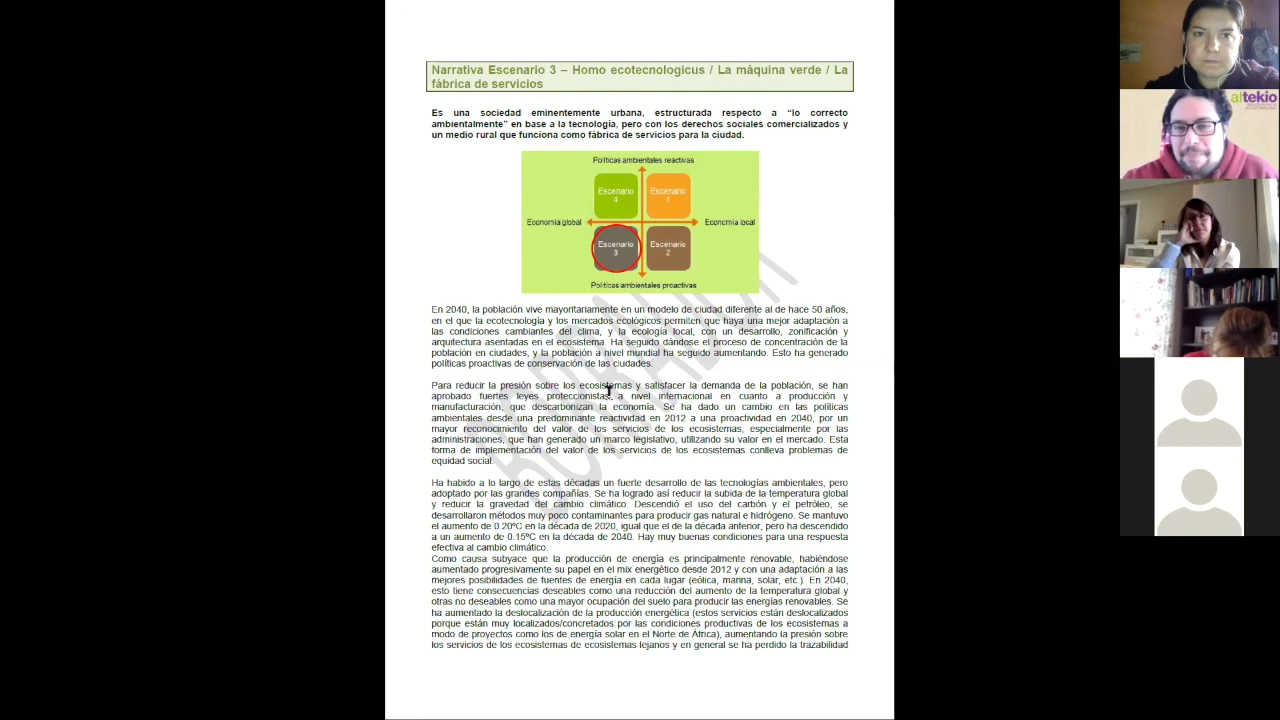 Narrativa Escenario 3 – Homo ecotecnologicus / La máquina verde / La
fábrica de servicios
Es una sociedad eminentemente urbana, estructurada respecto a “lo correcto
ambientalmente” en base a la tecnología, pero con los derechos sociales comercializados y
un medio rural que funciona como fábrica de servicios para la ciudad.
Políticas ambientales reactivas
Escenario
4
Escenario
1
Economía global
Economía local
Escenario
3
Escenario
2
Políticas ambientales proactivas
En 2040, la población vive mayoritariamente en un modelo de ciudad diferente al de hace 50 años,
en el que la ecotecnología y los mercados ecológicos permiten que haya una mejor adaptación a
las condiciones cambiantes del clima, y la ecología local, con un desarrollo, zonificación y
arquitectura asentadas en el ecosistema. Ha seguido dándose el proceso de concentración de la
población en ciudades, y la población a nivel mundial ha seguido aumentando. Esto ha generado
políticas proactivas de conservación de las ciudades.
Para reducir la presión sobre los ecosistemas y satisfacer la demanda de la población, se han
aprobado fuertes leyes proteccionistas a nivel internacional en cuanto a producción y
manufacturación, que descarbonizan la economía. Se ha dado un cambio en las políticas
ambientales desde una predominante reactividad en 2012 a una proactividad en 2040, por un
mayor reconocimiento del valor de los servicios de los ecosistemas, especialmente por las
administraciones, que han generado un marco legislativo, utilizando su valor en el mercado. Esta
forma de implementación del valor de los servicios de los ecosistemas conlleva problemas de
equidad social.
Ha habido a lo largo de estas décadas un fuerte desarrollo de las tecnologías ambientales, pero
adoptado por las grandes compañías. Se ha logrado así reducir la subida de la temperatura global
y reducir la gravedad del cambio climático. Descendió el uso del carbón y el petróleo, se
desarrollaron métodos muy poco contaminantes para producir gas natural e hidrógeno. Se mantuvo
el aumento de 0.20ºC en la década de 2020, igual que el de la década anterior, pero ha descendido
a un aumento de 0.15ºC en la década de 2040. Hay muy buenas condiciones para una respuesta
efectiva al cambio climático.
Como causa subyace que la producción de energía es principalmente renovable, habiéndose
aumentado progresivamente su papel en el mix energético desde 2012 y con una adaptación a las
mejores posibilidades de fuentes de energía en cada lugar (eólica, marina, solar, etc.). En 2040,
esto tiene consecuencias deseables como una reducción del aumento de la temperatura global y
otras no deseables como una mayor ocupación del suelo para producir las energías renovables. Se
ha aumentado la deslocalización de la producción energética (estos servicios están deslocalizados
porque están muy localizados/concretados por las condiciones productivas de los ecosistemas a
modo de proyectos como los de energía solar en el Norte de África), aumentando la presión sobre
los servicios de los ecosistemas de ecosistemas lejanos y en general se ha perdido la trazabilidad
BORRADOR
altekio